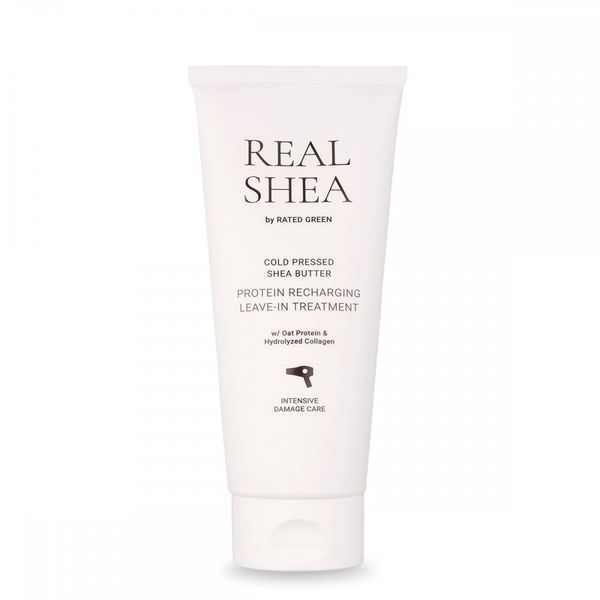 REAL
SHEA
by RATED GREEN
COLD PRESSED
SHEA BUTTER
PROTEIN RECHARGING
LEAVE-IN TREATMENT
w/ Oat Protein &
Hydrolyzed Collagen
INTENSIVE
DAMAGE CARE